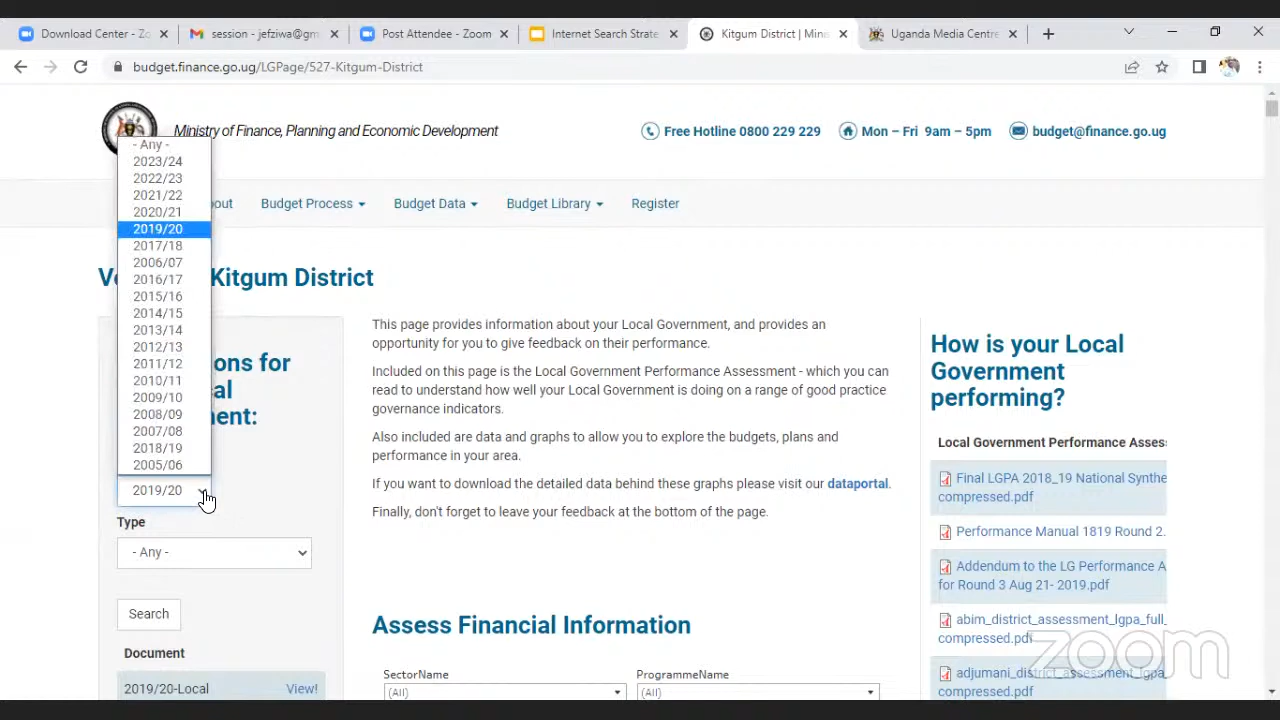 Download Center - Zo
session - jefziwa@gm
Post Attendee - Zoom
Internet Search Strate
Kitgum District | Mini
Uganda Media Centre
budget.finance.go.ug/LGPage/527-Kitgum-District
Ministry of Finance, Planning and Economic Development
Free Hotline 0800 229 229
Mon – Fri 9am – 5pm
budget@finance.go.ug
out
Budget Process
Budget Data
Budget Library
Register
- Any -
2023/24
2022/23
2021/22
2020/21
2019/20
2017/18
2006/07
2016/17
2015/16
2014/15
2013/14
2012/13
2011/12
2010/11
2009/10
2008/09
2007/08
2018/19
2005/06
2019/20
Kitgum District
ons for
al
ent:
Type
- Any -
Search
Document
2019/20-Local View!
This page provides information about your Local Government, and provides an
opportunity for you to give feedback on their performance.
Included on this page is the Local Government Performance Assessment - which you can
read to understand how well your Local Government is doing on a range of good practice
governance indicators.
Also included are data and graphs to allow you to explore the budgets, plans and
performance in your area.
If you want to download the detailed data behind these graphs please visit our dataportal.
Finally, don't forget to leave your feedback at the bottom of the page.
Assess Financial Information
SectorName
(All)
ProgrammeName
(All)
How is your Local
Government
performing?
Local Government Performance Asses
Final LGPA 2018_19 National Synthe
compressed.pdf
Performance Manual 1819 Round 2.
Addendum to the LG Performance A
for Round 3 Aug 21- 2019.pdf
abim_district_assessment_lgpa_full_
compressed.pdf
adjumani_district_assessment_lgpa
compressed.pdf
zoom